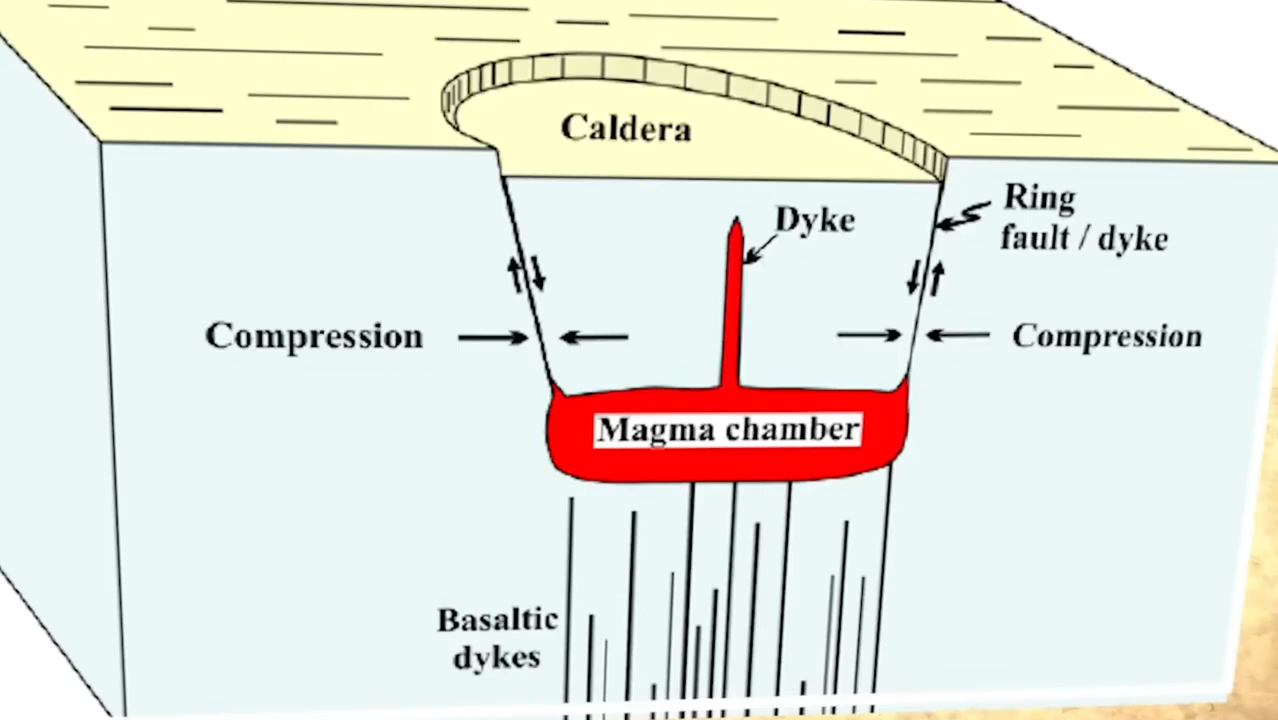 Caldera
Dyke
Ring
fault / dyke
Compression
Compression
Magma chamber
Basaltic
dykes